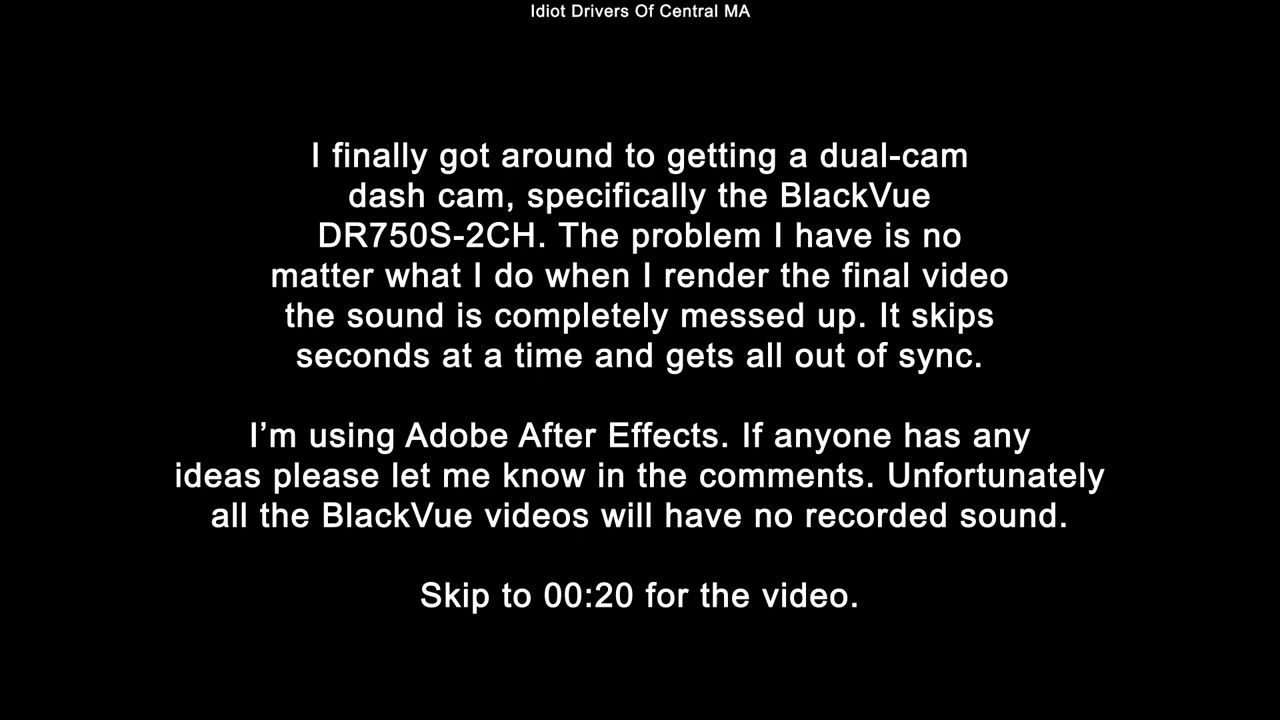 Idiot Drivers Of Central MA
I finally got around to getting a dual-cam
dash cam, specifically the BlackVue
DR750S-2CH. The problem I have is no
matter what I do when I render the final video
the sound is completely messed up. It skips
seconds at a time and gets all out of sync.
I’m using Adobe After Effects. If anyone has any
ideas please let me know in the comments. Unfortunately
all the BlackVue videos will have no recorded sound.
Skip to 00:20 for the video.